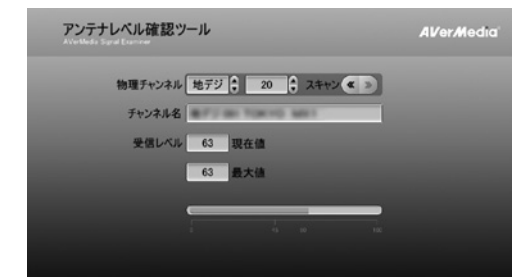 アンテナレベル確認ツール
AVerMedia Signal Examiner
AVerMedia
物理チャンネル 地デジ 20 スキャン
チャンネル名
受信レベル 63 現在値
63 最大値
0 100